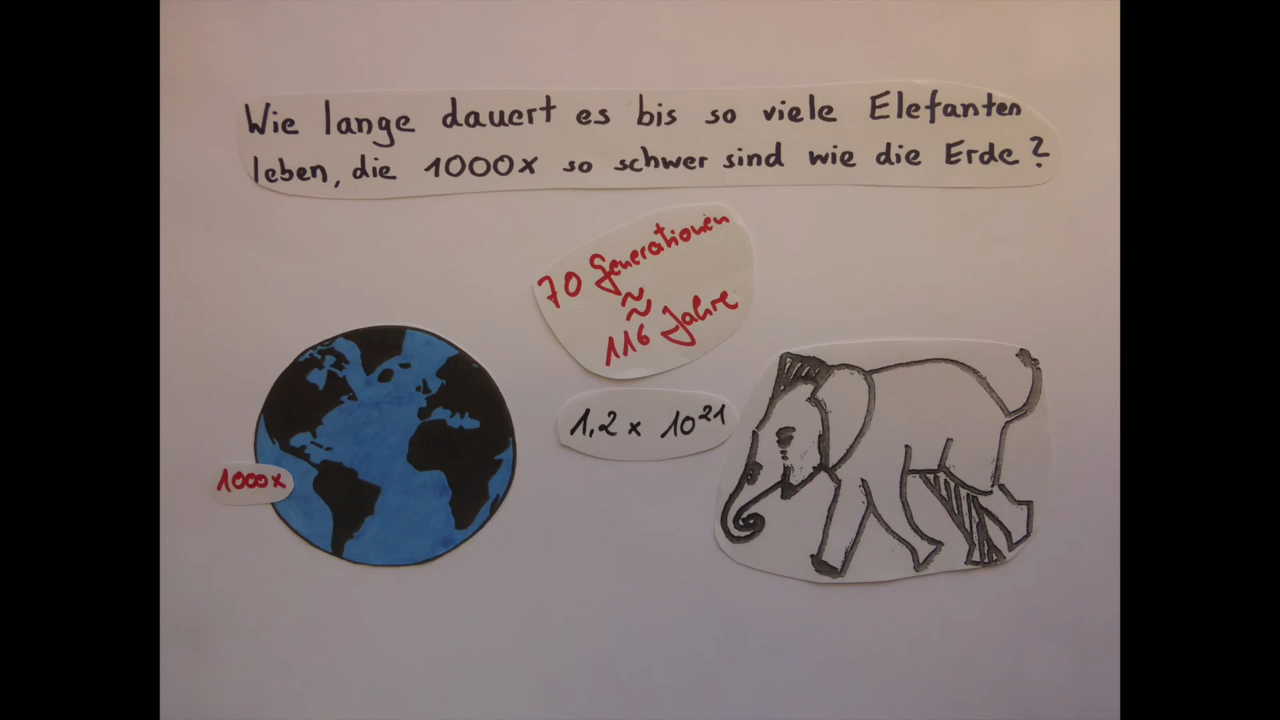 Wie lange dauert es bis so viele Elefanten
leben, die 1000x so schwer sind wie die Erde?
70 Generationen
≈
116 Jahre
1,2 x 10²¹
1000x